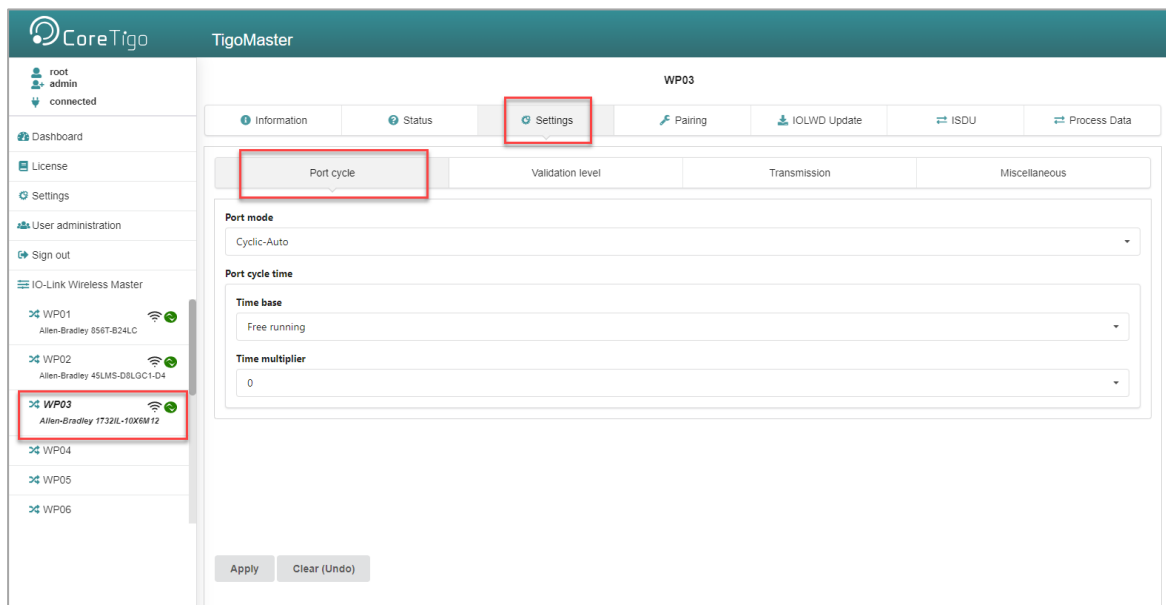 CoreTigo
TigoMaster
root
admin
connected
Dashboard
License
Settings
User administration
Sign out
IO-Link Wireless Master
WP01
Allen-Bradley 856T-B24LC
WP02
Allen-Bradley 45LMS-D8LGC1-D4
WP03
Allen-Bradley 1732IL-10X6M12
WP04
WP05
WP06
WP03
Information Status Settings Pairing IOLWD Update ISDU Process Data
Port cycle Validation level Transmission Miscellaneous
Port mode
Cyclic-Auto
Port cycle time
Time base
Free running
Time multiplier
0
Apply Clear (Undo)